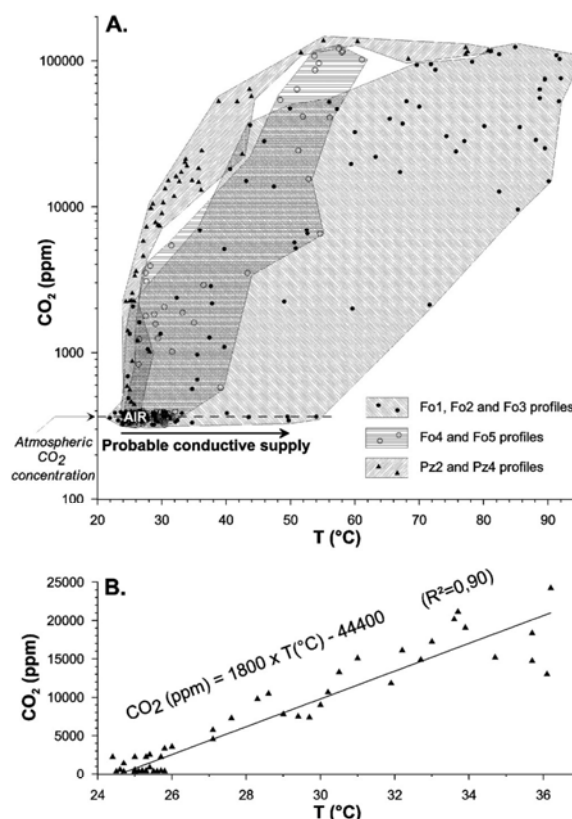 A.
100000
10000
1000
100
CO₂ (ppm)
AIR
Atmospheric
CO₂
concentration
Probable conductive supply
Fo1, Fo2 and Fo3 profiles
Fo4 and Fo5 profiles
Pz2 and Pz4 profiles
20 30 40 50 60 70 80 90
T (°C)
B.
25000
20000
15000
10000
5000
0
CO₂ (ppm)
CO2 (ppm) = 1800 x T(°C) - 44400 (R²=0,90)
24 26 28 30 32 34 36
T (°C)